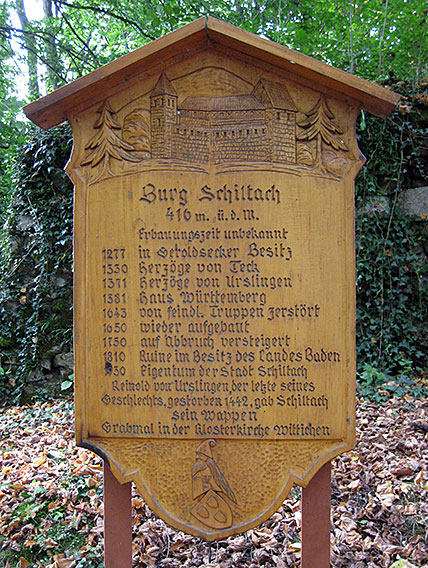 Burg Schiltach
416 m. ü.d.M.
Erbauungszeit unbekannt
1277 in Geroldsecker Besitz
1330 Herzöge von Teck
1371 Herzöge von Urslingen
1381 Haus Württemberg
1643 von feindl. Truppen zerstört
1650 wieder aufgebaut
1750 auf Abbruch versteigert
1810 Ruine im Besitz des Landes Baden
1930 Eigentum der Stadt Schiltach
Reinold von Urslingen der letzte seines
Geschlechts, gestorben 1442, gab Schiltach
sein Wappen
Grabmal in der Klosterkirche Wittichen